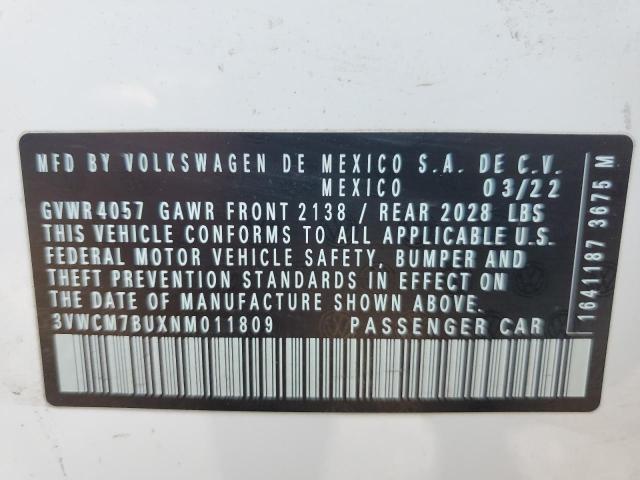 MFD BY VOLKSWAGEN DE MEXICO S.A. DE C.V.
MEXICO 03/22
GVWR 4057 GAWR FRONT 2138 / REAR 2028 LBS
THIS VEHICLE CONFORMS TO ALL APPLICABLE U.S.
FEDERAL MOTOR VEHICLE SAFETY, BUMPER AND
THEFT PREVENTION STANDARDS IN EFFECT ON
THE DATE OF MANUFACTURE SHOWN ABOVE.
3VWCM7BUXNM011809 PASSENGER CAR
1641187 3675 M